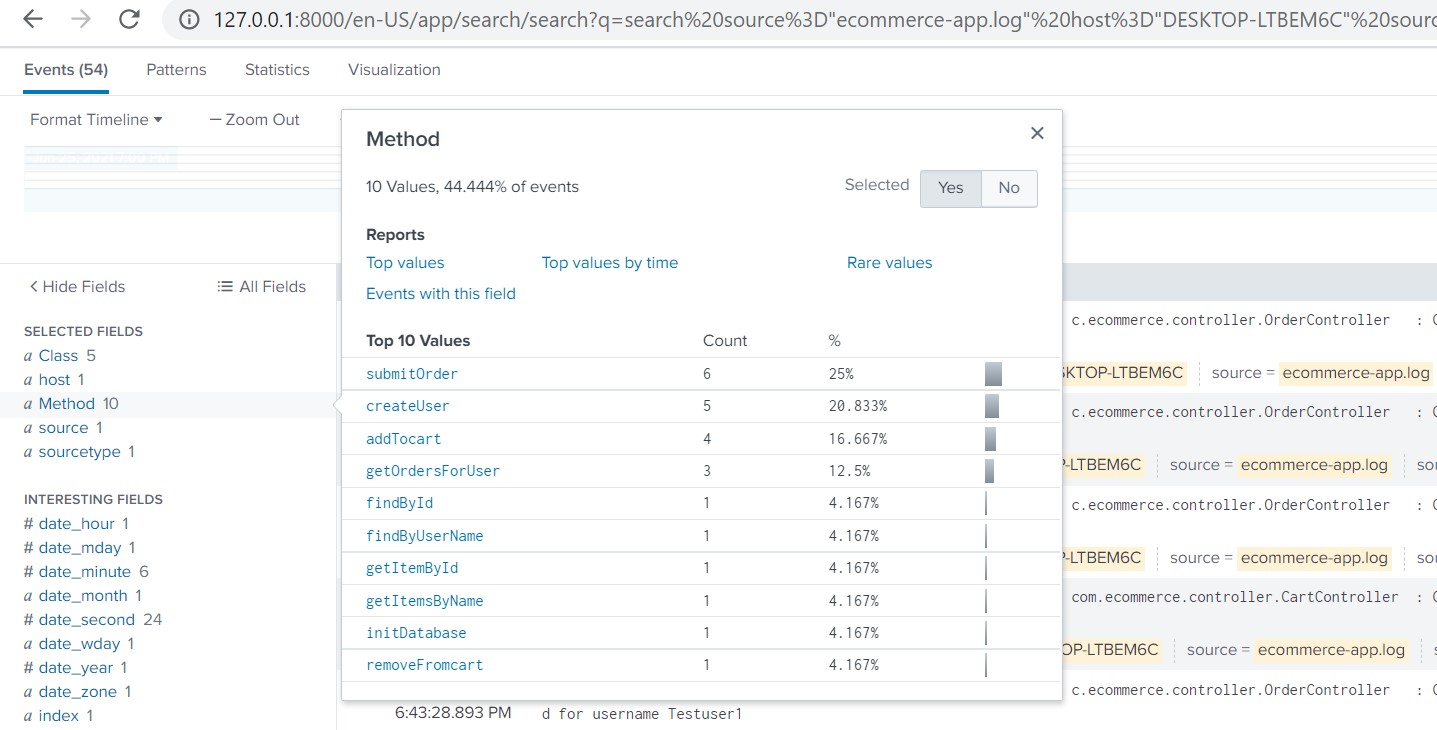 127.0.0.1:8000/en-US/app/search/search?q=search%20source%3D"ecommerce-app.log"%20host%3D"DESKTOP-LTBEM6C"%20sourc
Events (54) Patterns Statistics Visualization
Format Timeline — Zoom Out
Method
10 Values, 44.444% of events Selected Yes No
Reports
Top values Top values by time Rare values
Events with this field
Top 10 Values Count %
submitOrder 6 25%
createUser 5 20.833%
addTocart 4 16.667%
getOrdersForUser 3 12.5%
findById 1 4.167%
findByUserName 1 4.167%
getItemById 1 4.167%
getItemsByName 1 4.167%
initDatabase 1 4.167%
removeFromcart 1 4.167%
Hide Fields All Fields
SELECTED FIELDS
a Class 5
a host 1
a Method 10
a source 1
a sourcetype 1
INTERESTING FIELDS
# date_hour 1
# date_mday 1
# date_minute 6
a date_month 1
# date_second 24
a date_wday 1
# date_year 1
a date_zone 1
a index 1
c.ecommerce.controller.OrderController :
SKTOP-LTBEM6C source = ecommerce-app.log
c.ecommerce.controller.OrderController :
P-LTBEM6C source = ecommerce-app.log sou
c.ecommerce.controller.OrderController :
P-LTBEM6C source = ecommerce-app.log sou
com.ecommerce.controller.CartController :
OP-LTBEM6C source = ecommerce-app.log s
c.ecommerce.controller.OrderController :
6:43:28.893 PM d for username Testuser1